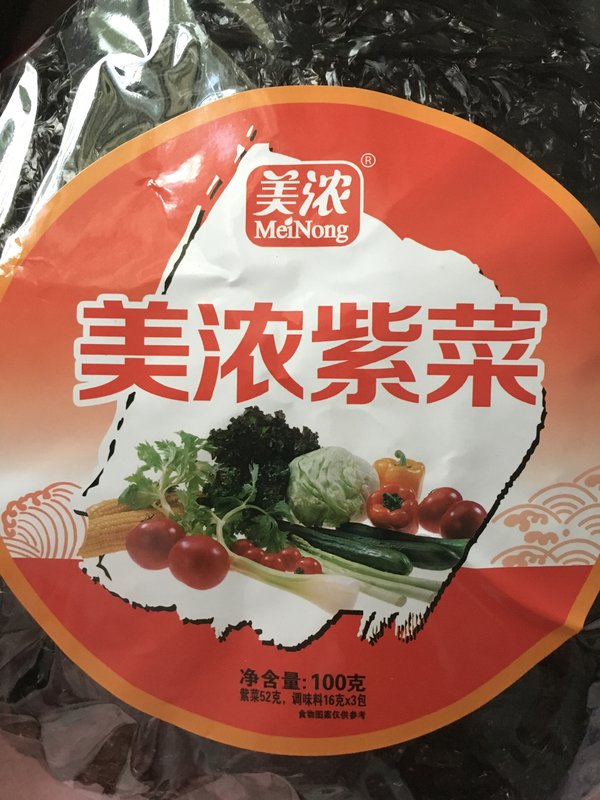 美浓®
MeiNong
美浓紫菜
净含量:100克
紫菜52克，调味料16克x3包
食物图案仅供参考